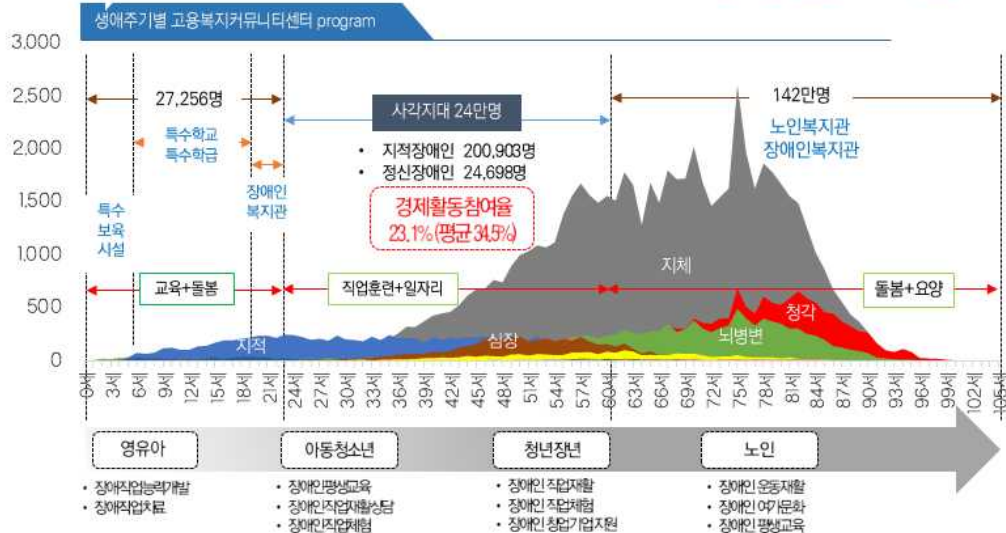 생애주기별 고용복지커뮤니티센터 program
3,000
2,500
2,000
1,500
1,000
500
0
27,256명
사각지대 24만명
142만명
특수학교
특수학급
노인복지관
장애인복지관
• 지적장애인 200,903명
• 정신장애인 24,698명
장애인
복지관
특수
보육
시설
경제활동참여율
23.1% (평균 34.5%)
지체
교육+돌봄
직업훈련+일자리
돌봄+요양
청각
지적
심장
뇌병변
0세 3세 6세 9세 12세 15세 18세 21세 24세 27세 30세 33세 36세 39세 42세 45세 48세 51세 54세 57세 60세 63세 66세 69세 72세 75세 78세 81세 84세 87세 90세 93세 96세 99세 102세 105세
영유아
아동청소년
청년장년
노인
• 장애직업능력개발
• 장애직업치료
• 장애인평생교육
• 장애인직업재활상담
• 장애인직업체험
• 장애인 직업재활
• 장애인 직업체험
• 장애인 창업기업지원
• 장애인 운동재활
• 장애인 여가문화
• 장애인 평생교육